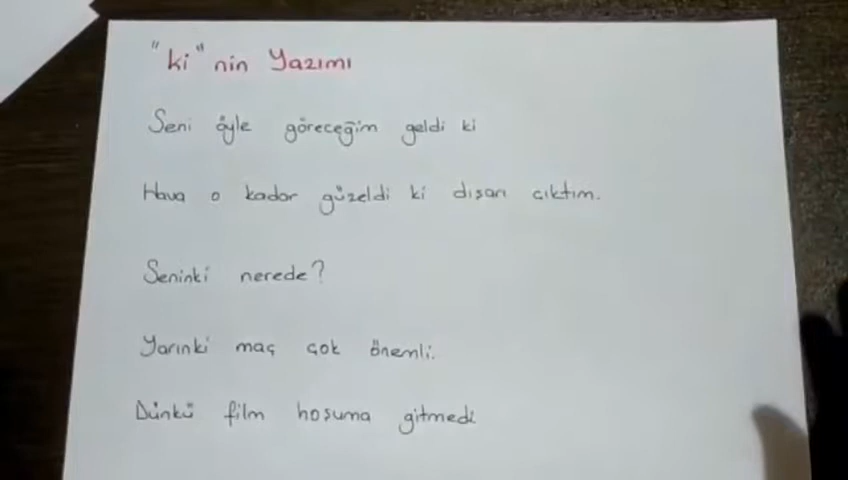 "ki" nin Yazımı
Seni öyle göreceğim geldi ki
Hava o kadar güzeldi ki dışarı çıktım.
Seninki nerede?
Yarınki maç çok önemli.
Dünkü film hoşuma gitmedi